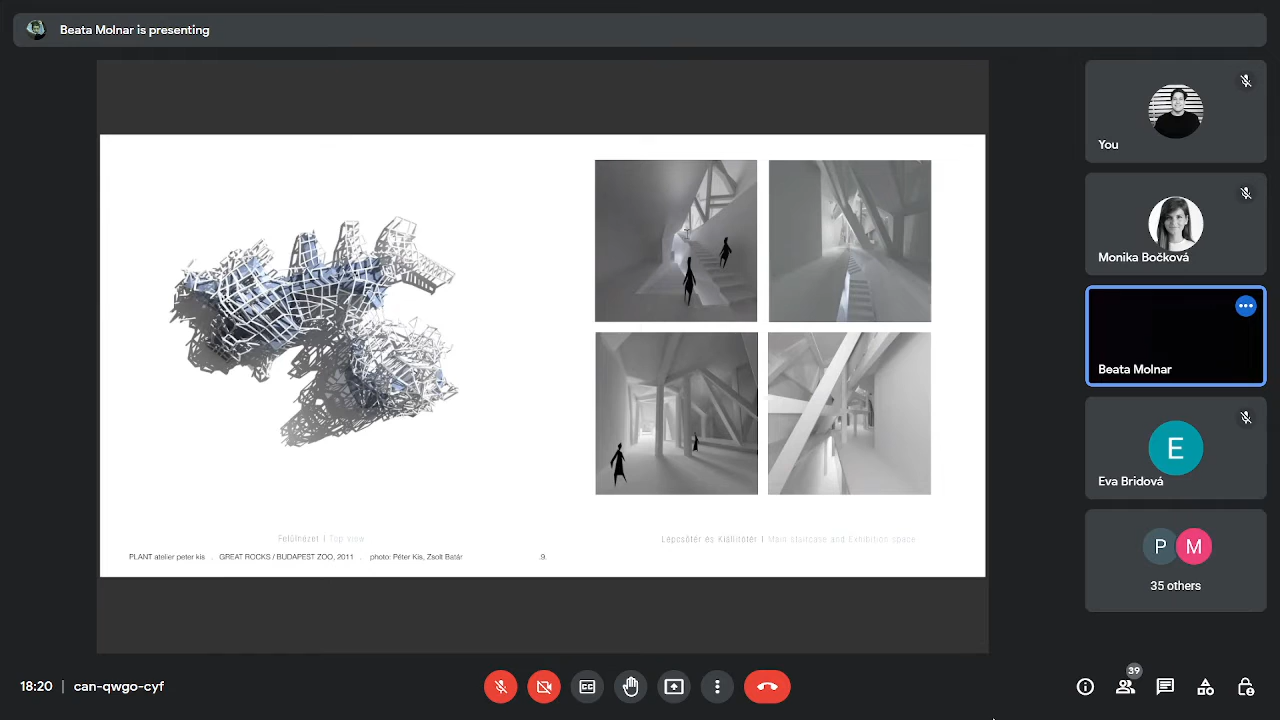 Beata Molnar is presenting
You
Monika Bočková
Beata Molnar
E
Eva Bridová
P M
35 others
Felülnézet | Top view
Lépcsőtér és Kiállítótér | Main staircase and Exhibition space
PLANT atelier peter kis . GREAT ROCKS / BUDAPEST ZOO, 2011 . photo: Péter Kis, Zsolt Batár .9.
18:20 | can-qwgo-cyf
39